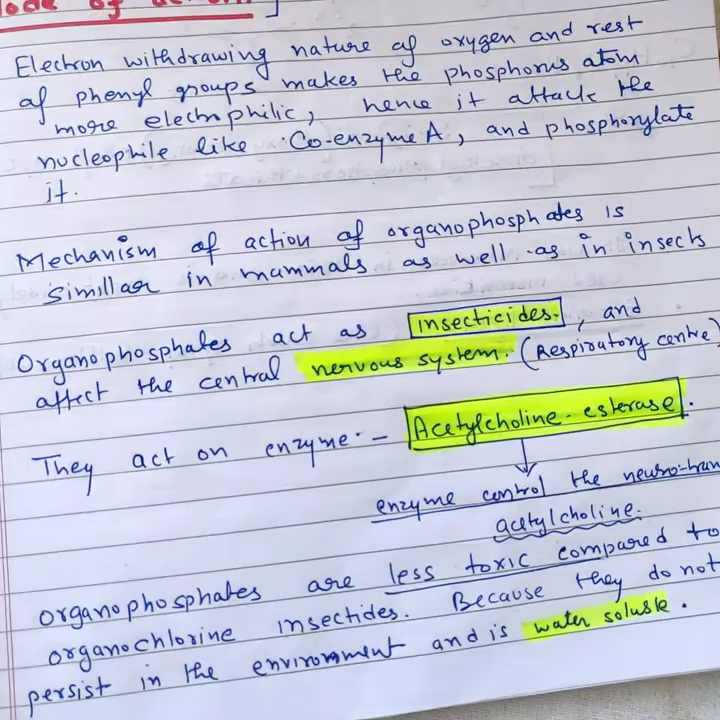 Mode of action ]
Electron withdrawing nature of oxygen and rest
of phenyl groups makes the phosphorus atom
more electrophilic, hence it attack the
nucleophile like Co-enzyme A, and phosphorylate
it.
Mechanism of action of organophosphates is
simillar in mammals as well as in insects
Organophosphates act as insecticides., and
affect the central nervous system. (Respiratory centre)
They act on enzyme - Acetylcholine-esterase.
enzyme control the neuro-tran
acetylcholine.
organophosphates are less toxic compared to
organochlorine insectides. Because they do not
persist in the environment and is water soluble.